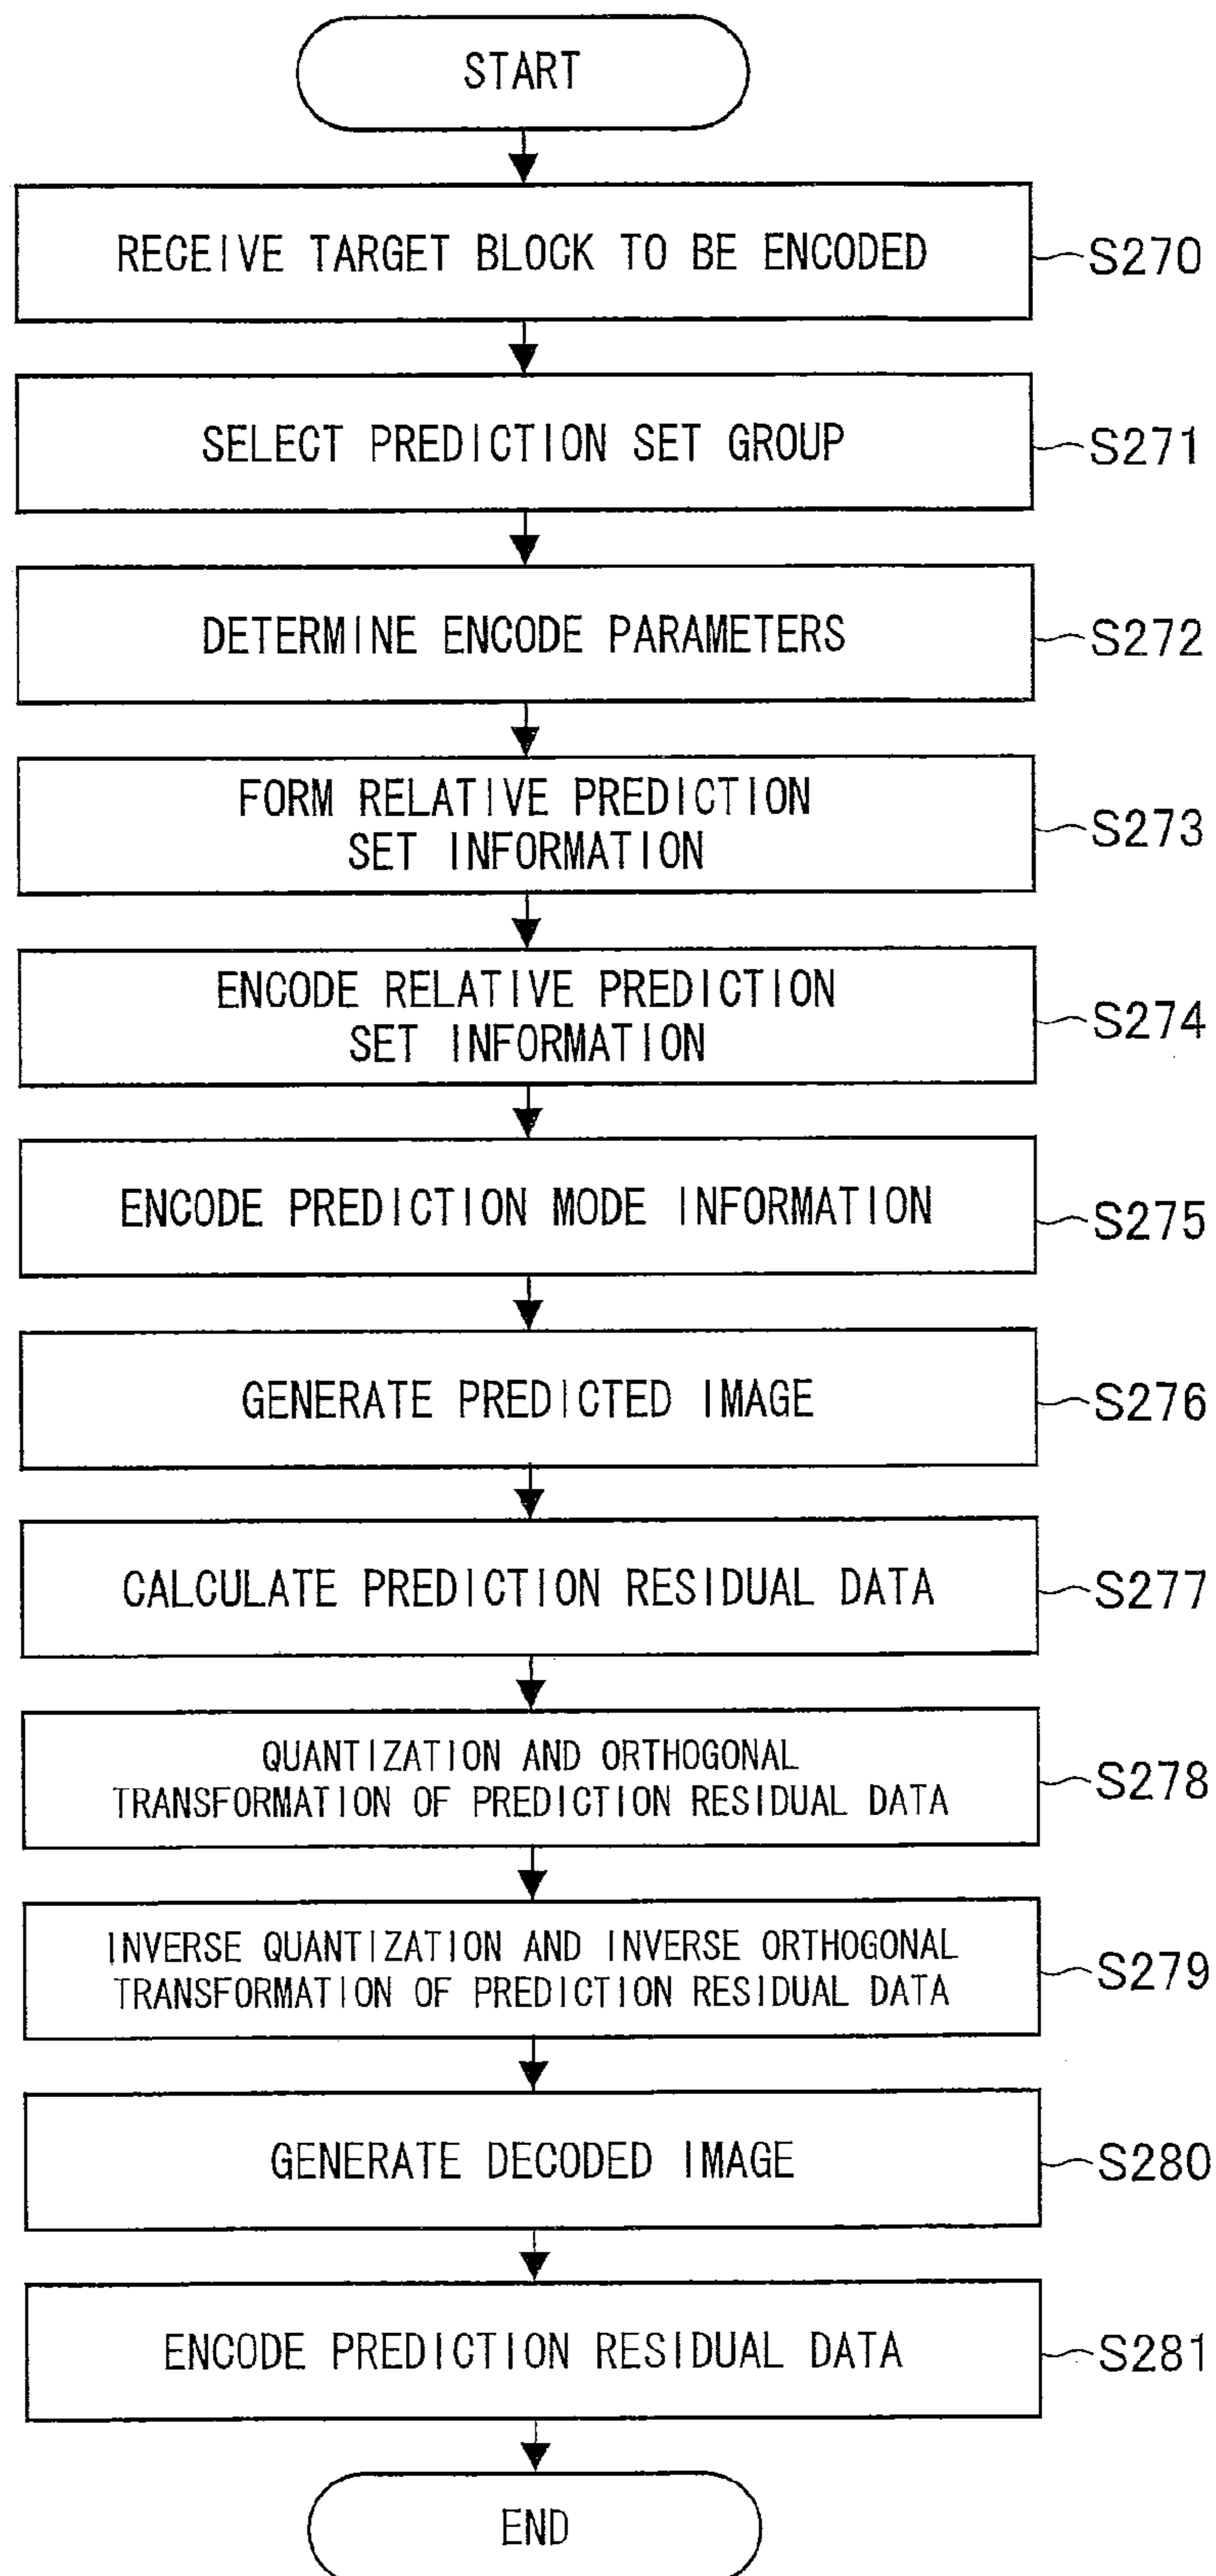 START
RECEIVE TARGET BLOCK TO BE ENCODED
S270
SELECT PREDICTION SET GROUP
S271
DETERMINE ENCODE PARAMETERS
S272
FORM RELATIVE PREDICTION
SET INFORMATION
S273
ENCODE RELATIVE PREDICTION
SET INFORMATION
S274
ENCODE PREDICTION MODE INFORMATION
S275
GENERATE PREDICTED IMAGE
S276
CALCULATE PREDICTION RESIDUAL DATA
S277
QUANTIZATION AND ORTHOGONAL
TRANSFORMATION OF PREDICTION RESIDUAL DATA
S278
INVERSE QUANTIZATION AND INVERSE ORTHOGONAL
TRANSFORMATION OF PREDICTION RESIDUAL DATA
S279
GENERATE DECODED IMAGE
S280
ENCODE PREDICTION RESIDUAL DATA
S281
END